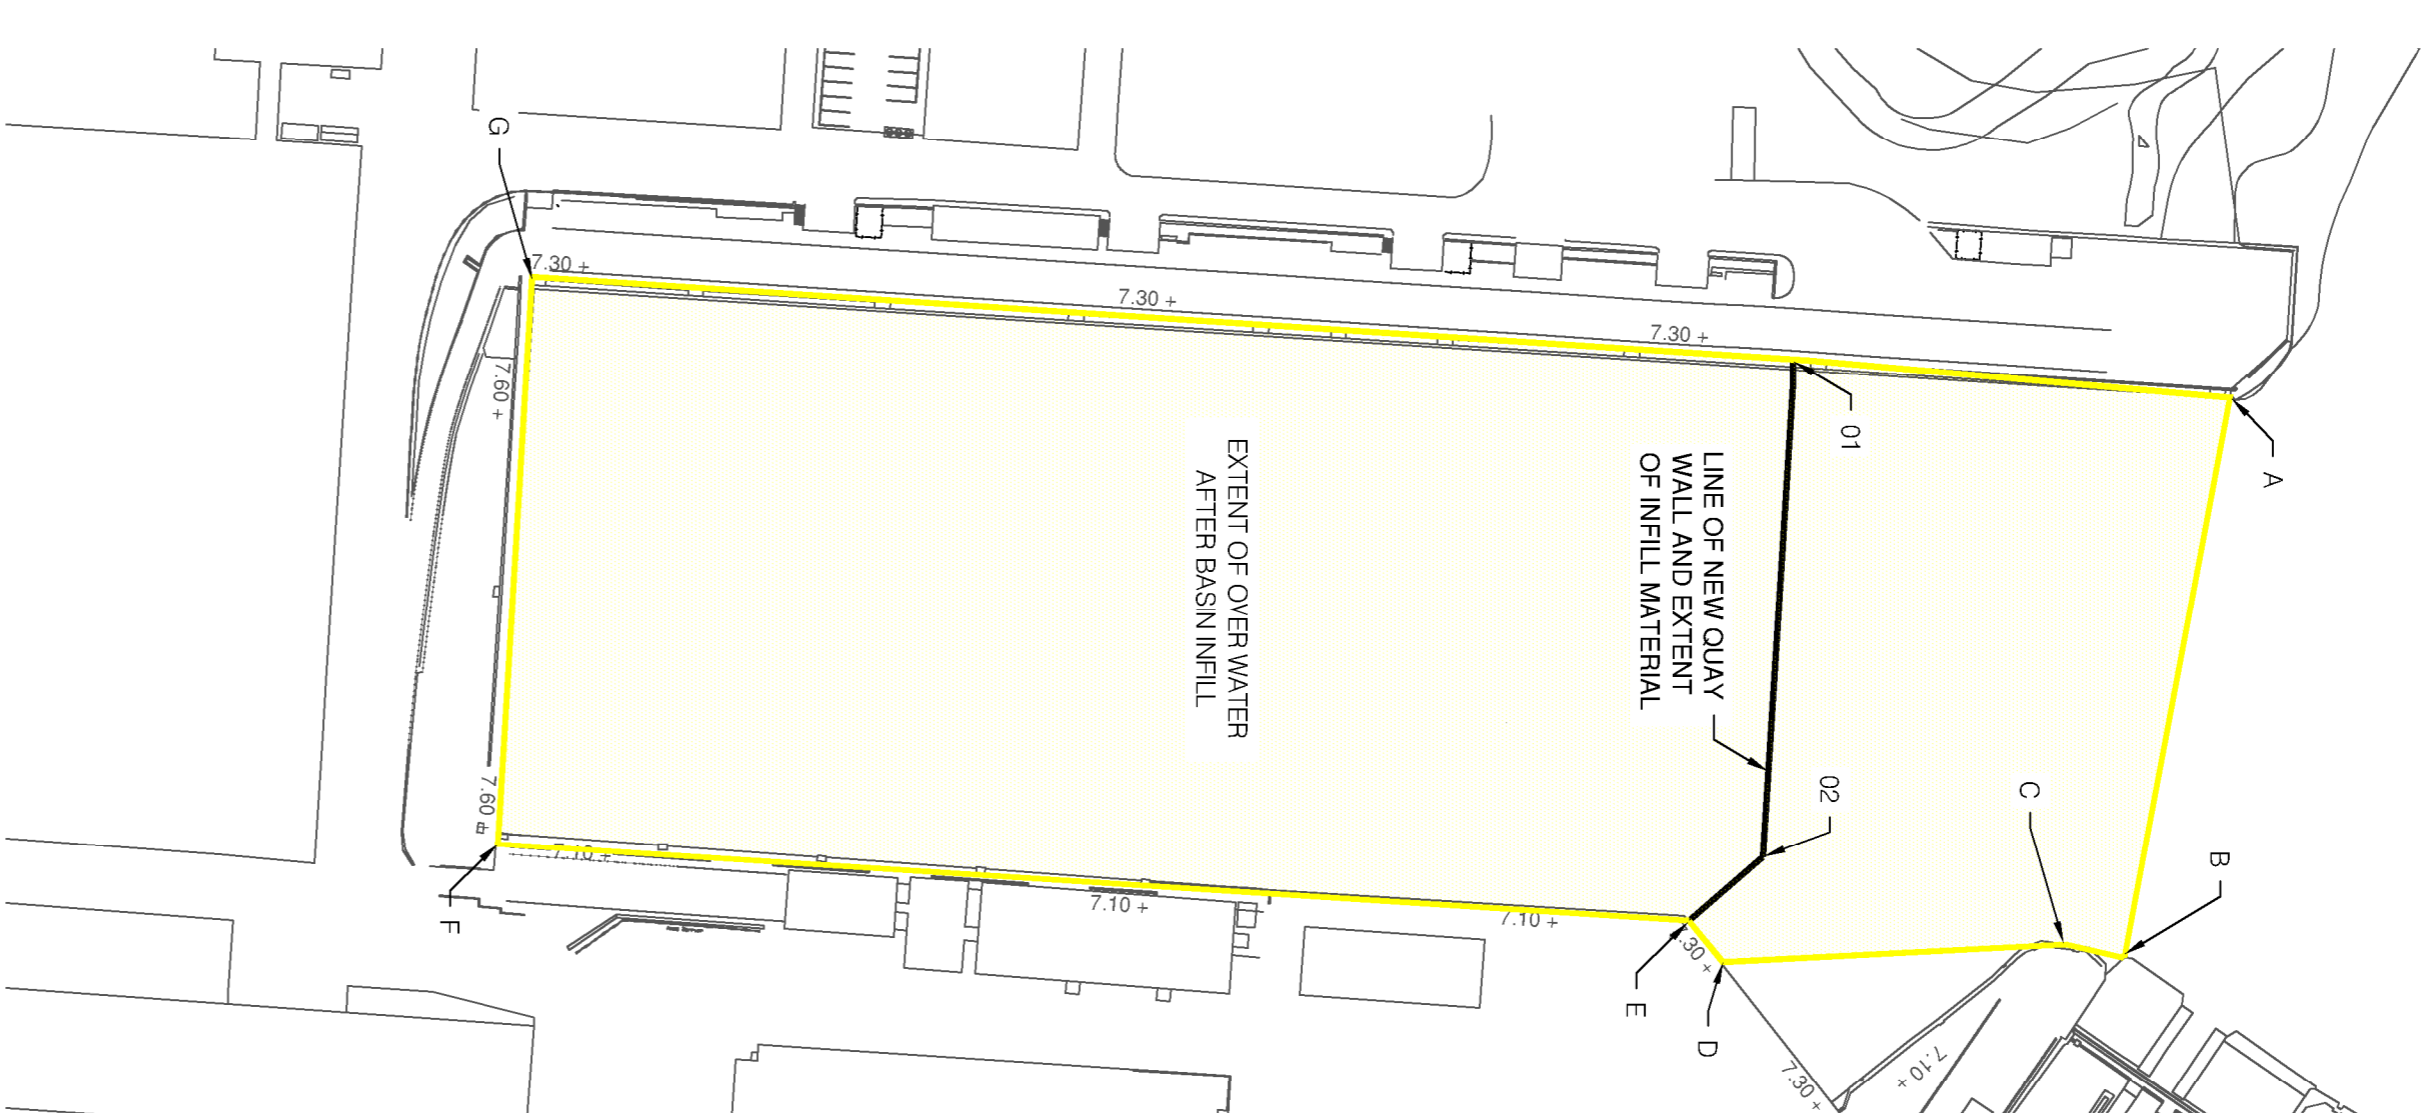 G
7.30 +
7.30 +
7.30 +
01
A
7.60 +
EXTENT OF OVER WATER
AFTER BASIN INFILL
LINE OF NEW QUAY
WALL AND EXTENT
OF INFILL MATERIAL
02
C
B
7.60 +
7.10 +
7.10 +
7.10 +
F
.30 +
E
D
7.10 +
7.30 +